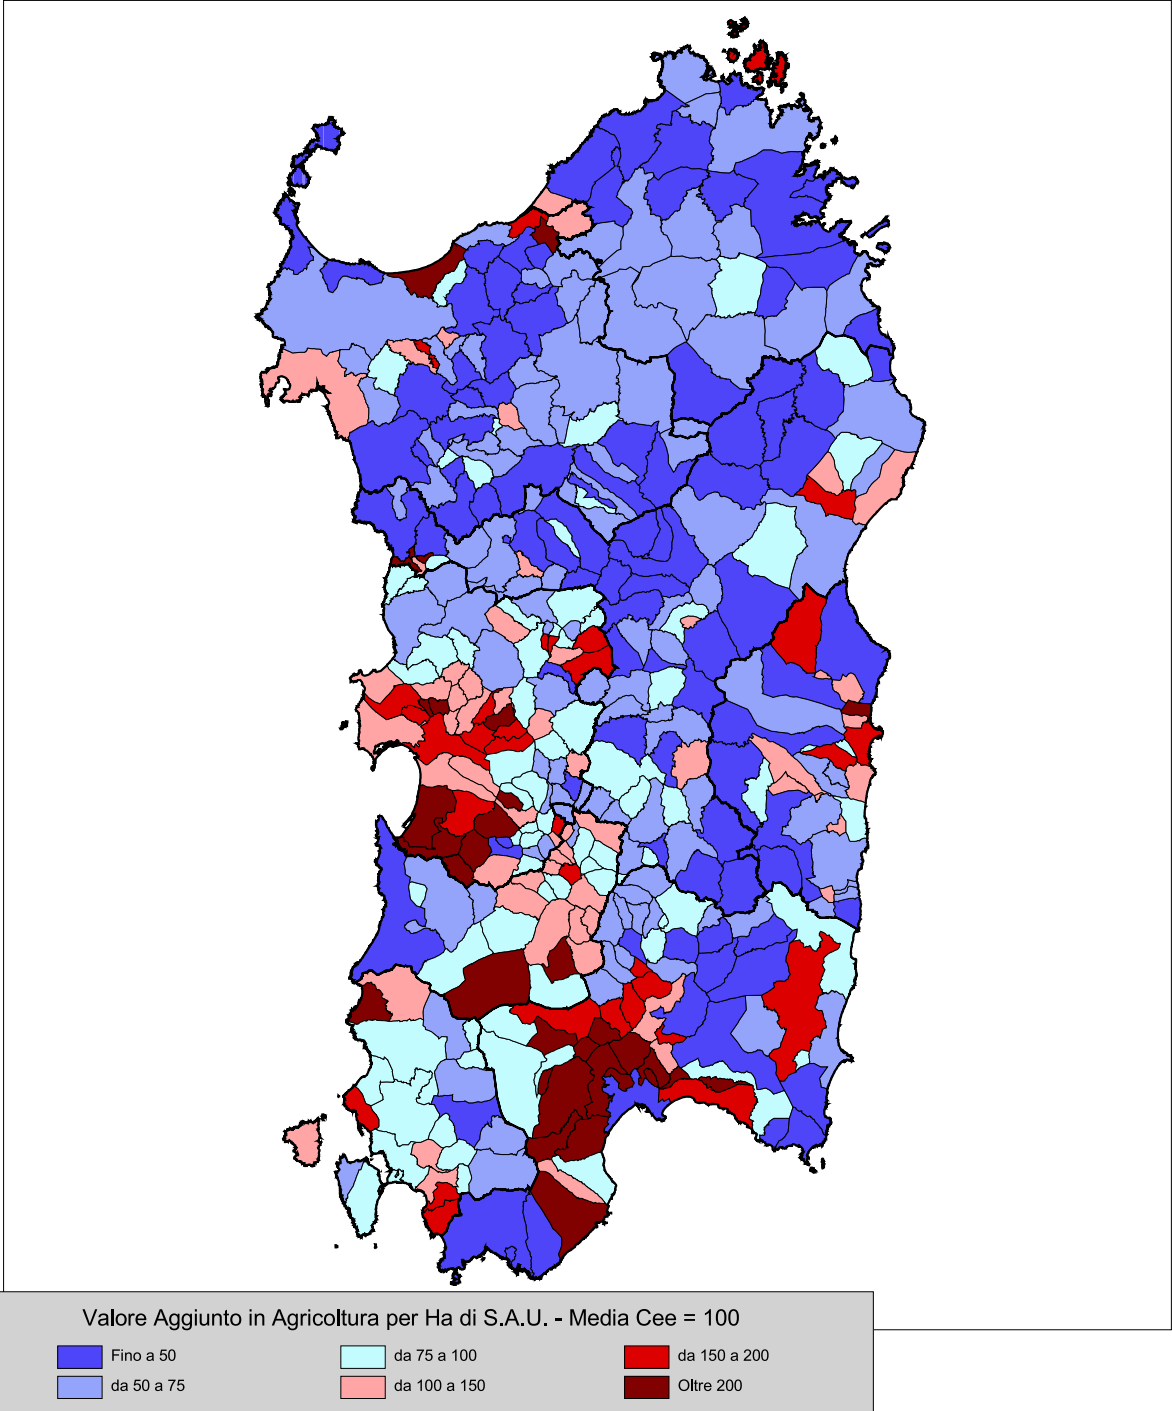 Valore Aggiunto in Agricoltura per Ha di S.A.U. - Media Cee = 100
Fino a 50
da 75 a 100
da 150 a 200
da 50 a 75
da 100 a 150
Oltre 200